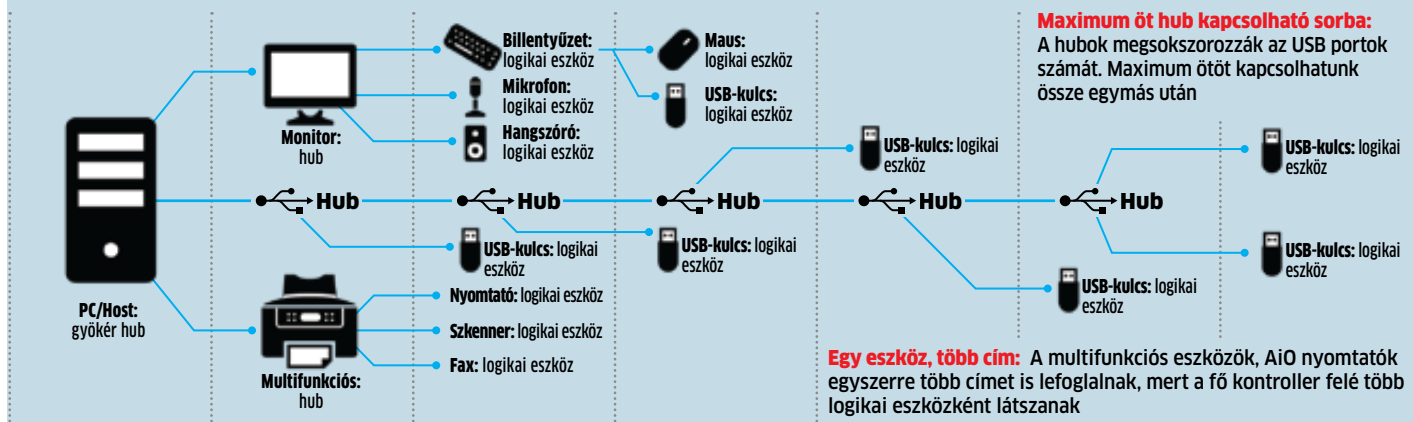 PC/Host:
gyökér hub
Monitor:
hub
Billentyűzet:
logikai eszköz
Mikrofon:
logikai eszköz
Hangszóró:
logikai eszköz
Maus:
logikai eszköz
USB-kulcs:
logikai eszköz
Maximum öt hub kapcsolható sorba:
A hubok megsokszorozzák az USB portok
számát. Maximum ötöt kapcsolhatunk
össze egymás után
Hub
Hub
Hub
Hub
Hub
USB-kulcs: logikai
eszköz
USB-kulcs: logikai
eszköz
USB-kulcs: logikai
eszköz
USB-kulcs: logikai
eszköz
USB-kulcs: logikai
eszköz
USB-kulcs: logikai
eszköz
Multifunkciós:
hub
Nyomtató: logikai eszköz
Szkenner: logikai eszköz
Fax: logikai eszköz
Egy eszköz, több cím: A multifunkciós eszközök, AiO nyomtatók
egyszerre több címet is lefoglalnak, mert a fő kontroller felé több
logikai eszközként látszanak